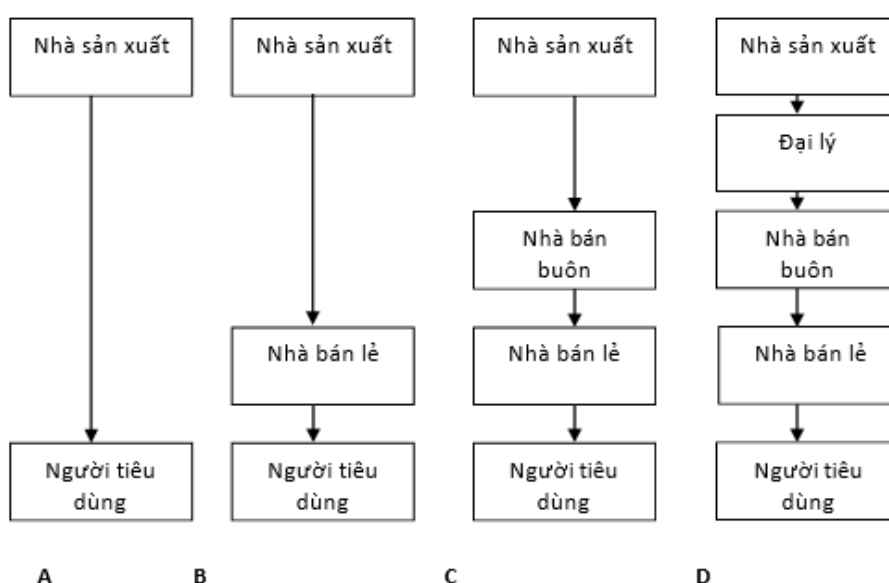 Nhà sản xuất
Nhà sản xuất
Nhà sản xuất
Nhà sản xuất
Đại lý
Nhà bán
buôn
Nhà bán
buôn
Nhà bán lẻ
Nhà bán lẻ
Nhà bán lẻ
Người tiêu
dùng
Người tiêu
dùng
Người tiêu
dùng
Người tiêu
dùng
A
B
C
D